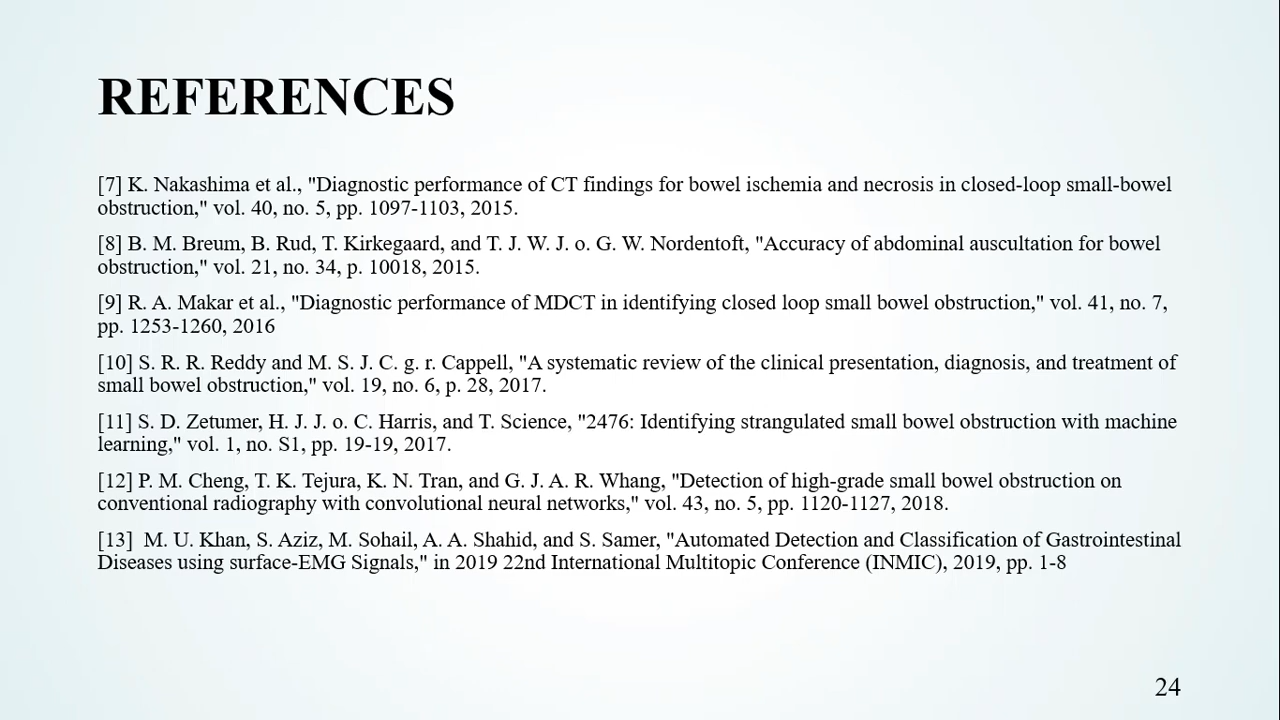 REFERENCES
[7] K. Nakashima et al., "Diagnostic performance of CT findings for bowel ischemia and necrosis in closed-loop small-bowel
obstruction," vol. 40, no. 5, pp. 1097-1103, 2015.
[8] B. M. Breum, B. Rud, T. Kirkegaard, and T. J. W. J. o. G. W. Nordentoft, "Accuracy of abdominal auscultation for bowel
obstruction," vol. 21, no. 34, p. 10018, 2015.
[9] R. A. Makar et al., "Diagnostic performance of MDCT in identifying closed loop small bowel obstruction," vol. 41, no. 7,
pp. 1253-1260, 2016
[10] S. R. R. Reddy and M. S. J. C. g. r. Cappell, "A systematic review of the clinical presentation, diagnosis, and treatment of
small bowel obstruction," vol. 19, no. 6, p. 28, 2017.
[11] S. D. Zetumer, H. J. J. o. C. Harris, and T. Science, "2476: Identifying strangulated small bowel obstruction with machine
learning," vol. 1, no. S1, pp. 19-19, 2017.
[12] P. M. Cheng, T. K. Tejura, K. N. Tran, and G. J. A. R. Whang, "Detection of high-grade small bowel obstruction on
conventional radiography with convolutional neural networks," vol. 43, no. 5, pp. 1120-1127, 2018.
[13]  M. U. Khan, S. Aziz, M. Sohail, A. A. Shahid, and S. Samer, "Automated Detection and Classification of Gastrointestinal
Diseases using surface-EMG Signals," in 2019 22nd International Multitopic Conference (INMIC), 2019, pp. 1-8
24